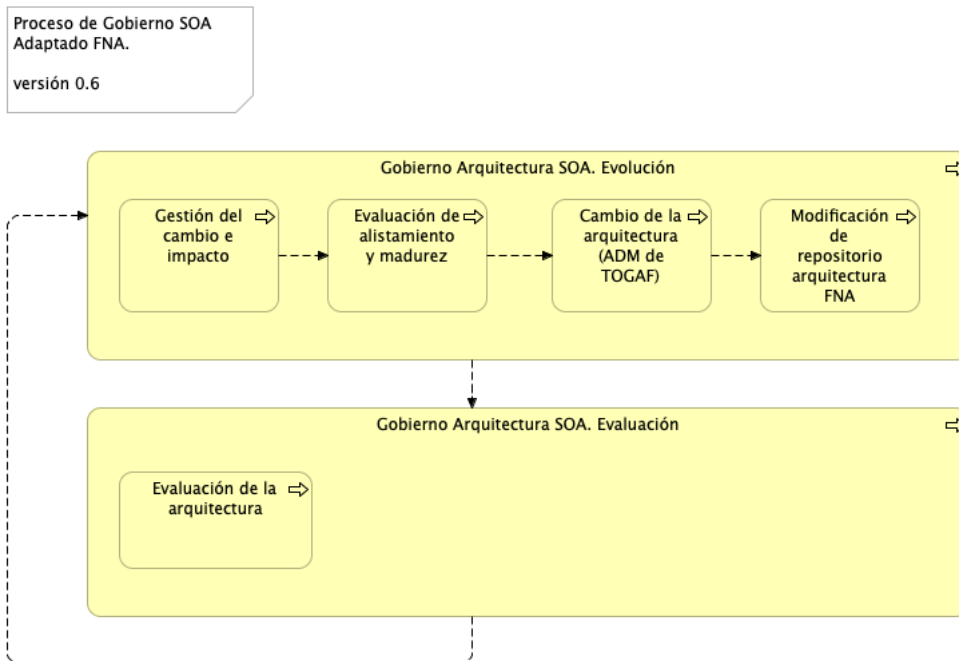 Proceso de Gobierno SOA
Adaptado FNA.
versión 0.6
Gobierno Arquitectura SOA. Evolución
Gestión del
cambio e
impacto
Evaluación de
alistamiento
y madurez
Cambio de la
arquitectura
(ADM de
TOGAF)
Modificación
de
repositorio
arquitectura
FNA
Gobierno Arquitectura SOA. Evaluación
Evaluación de la
arquitectura